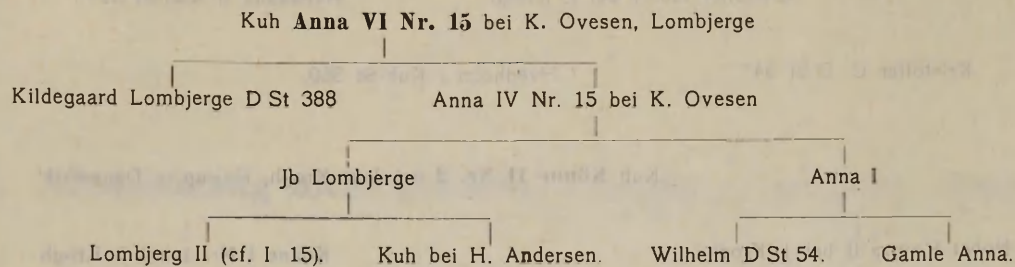 Kuh Anna VI Nr. 15 bei K. Ovesen, Lombjerge
Kildegaard Lombjerge D St 388 Anna IV Nr. 15 bei K. Ovesen
Jb Lombjerge Anna I
Lombjerg II (cf. I 15). Kuh bei H. Andersen. Wilhelm D St 54. Gamle Anna.